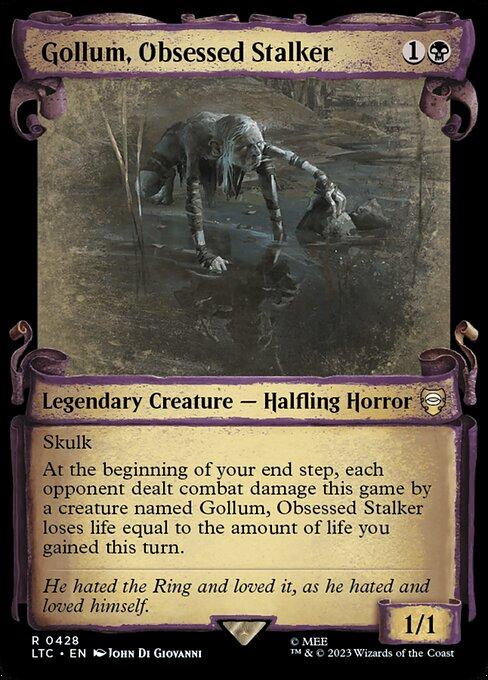 Gollum, Obsessed Stalker 1
Legendary Creature — Halfling Horror
Skulk
At the beginning of your end step, each
opponent dealt combat damage this game by
a creature named Gollum, Obsessed Stalker
loses life equal to the amount of life you
gained this turn.
He hated the Ring and loved it, as he hated and
loved himself.
1/1
R 0428
LTC • EN John Di Giovanni
© MEE
™ & © 2023 Wizards of the Coast